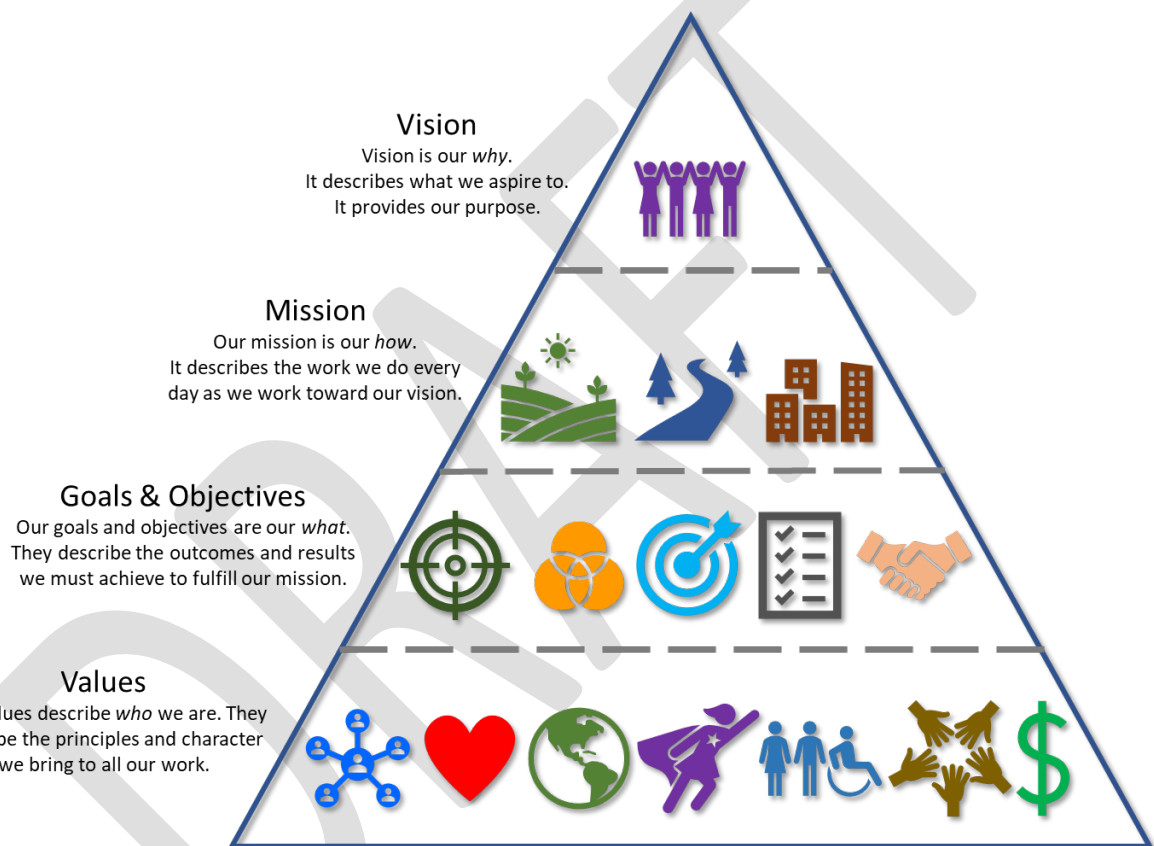 Vision
Vision is our why.
It describes what we aspire to.
It provides our purpose.
Mission
Our mission is our how.
It describes the work we do every
day as we work toward our vision.
Goals & Objectives
Our goals and objectives are our what.
They describe the outcomes and results
we must achieve to fulfill our mission.
Values
describe who we are. They
the principles and character
we bring to all our work.
$
DRAFT